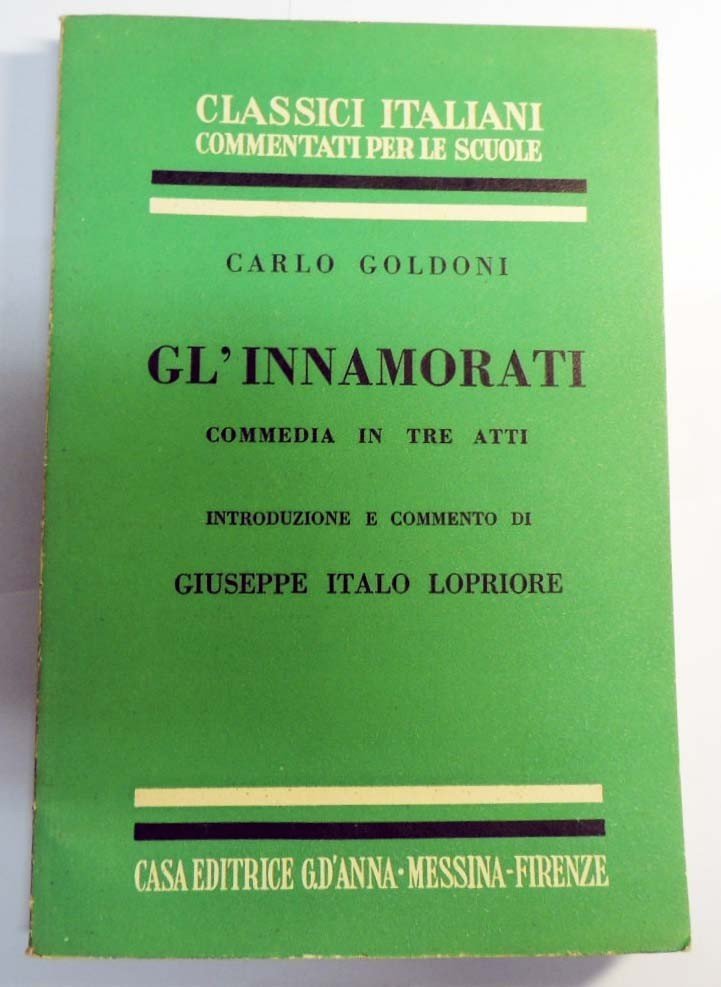 CLASSICI ITALIANI
COMMENTATI PER LE SCUOLE
CARLO GOLDONI
GL'INNAMORATI
COMMEDIA IN TRE ATTI
INTRODUZIONE E COMMENTO DI
GIUSEPPE ITALO LOPRIORE
CASA EDITRICE G.D'ANNA·MESSINA-FIRENZE